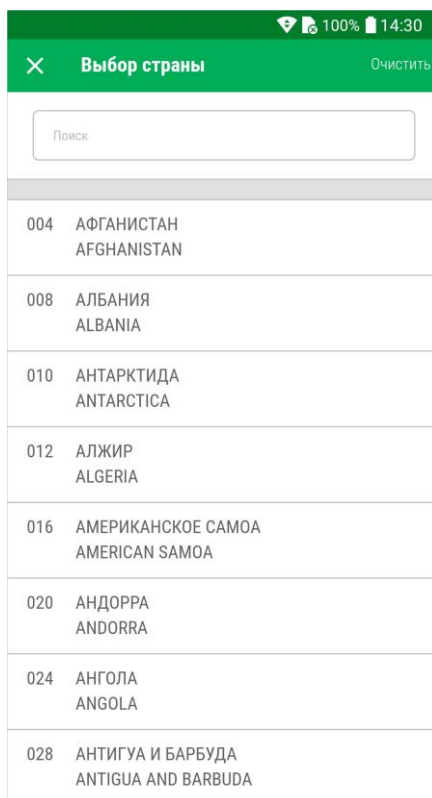 100% 14:30
Выбор страны Очистить
Поиск
004 АФГАНИСТАН
AFGHANISTAN
008 АЛБАНИЯ
ALBANIA
010 АНТАРКТИДА
ANTARCTICA
012 АЛЖИР
ALGERIA
016 АМЕРИКАНСКОЕ САМОА
AMERICAN SAMOA
020 АНДОРРА
ANDORRA
024 АНГОЛА
ANGOLA
028 АНТИГУА И БАРБУДА
ANTIGUA AND BARBUDA